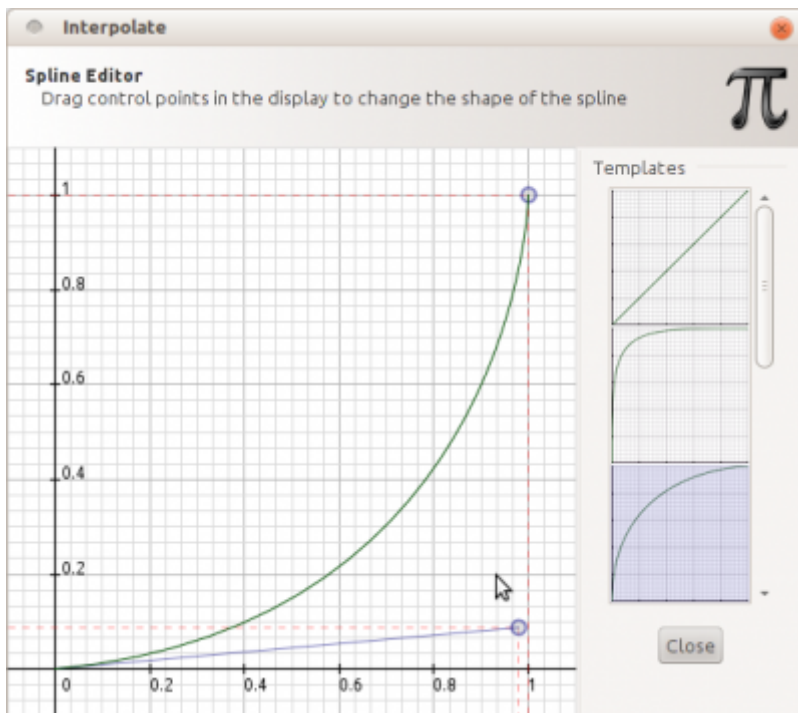 Interpolate
Spline Editor
Drag control points in the display to change the shape of the spline
π
Templates
1
0.8
0.6
0.4
0.2
0 0.2 0.4 0.6 0.8 1
Close